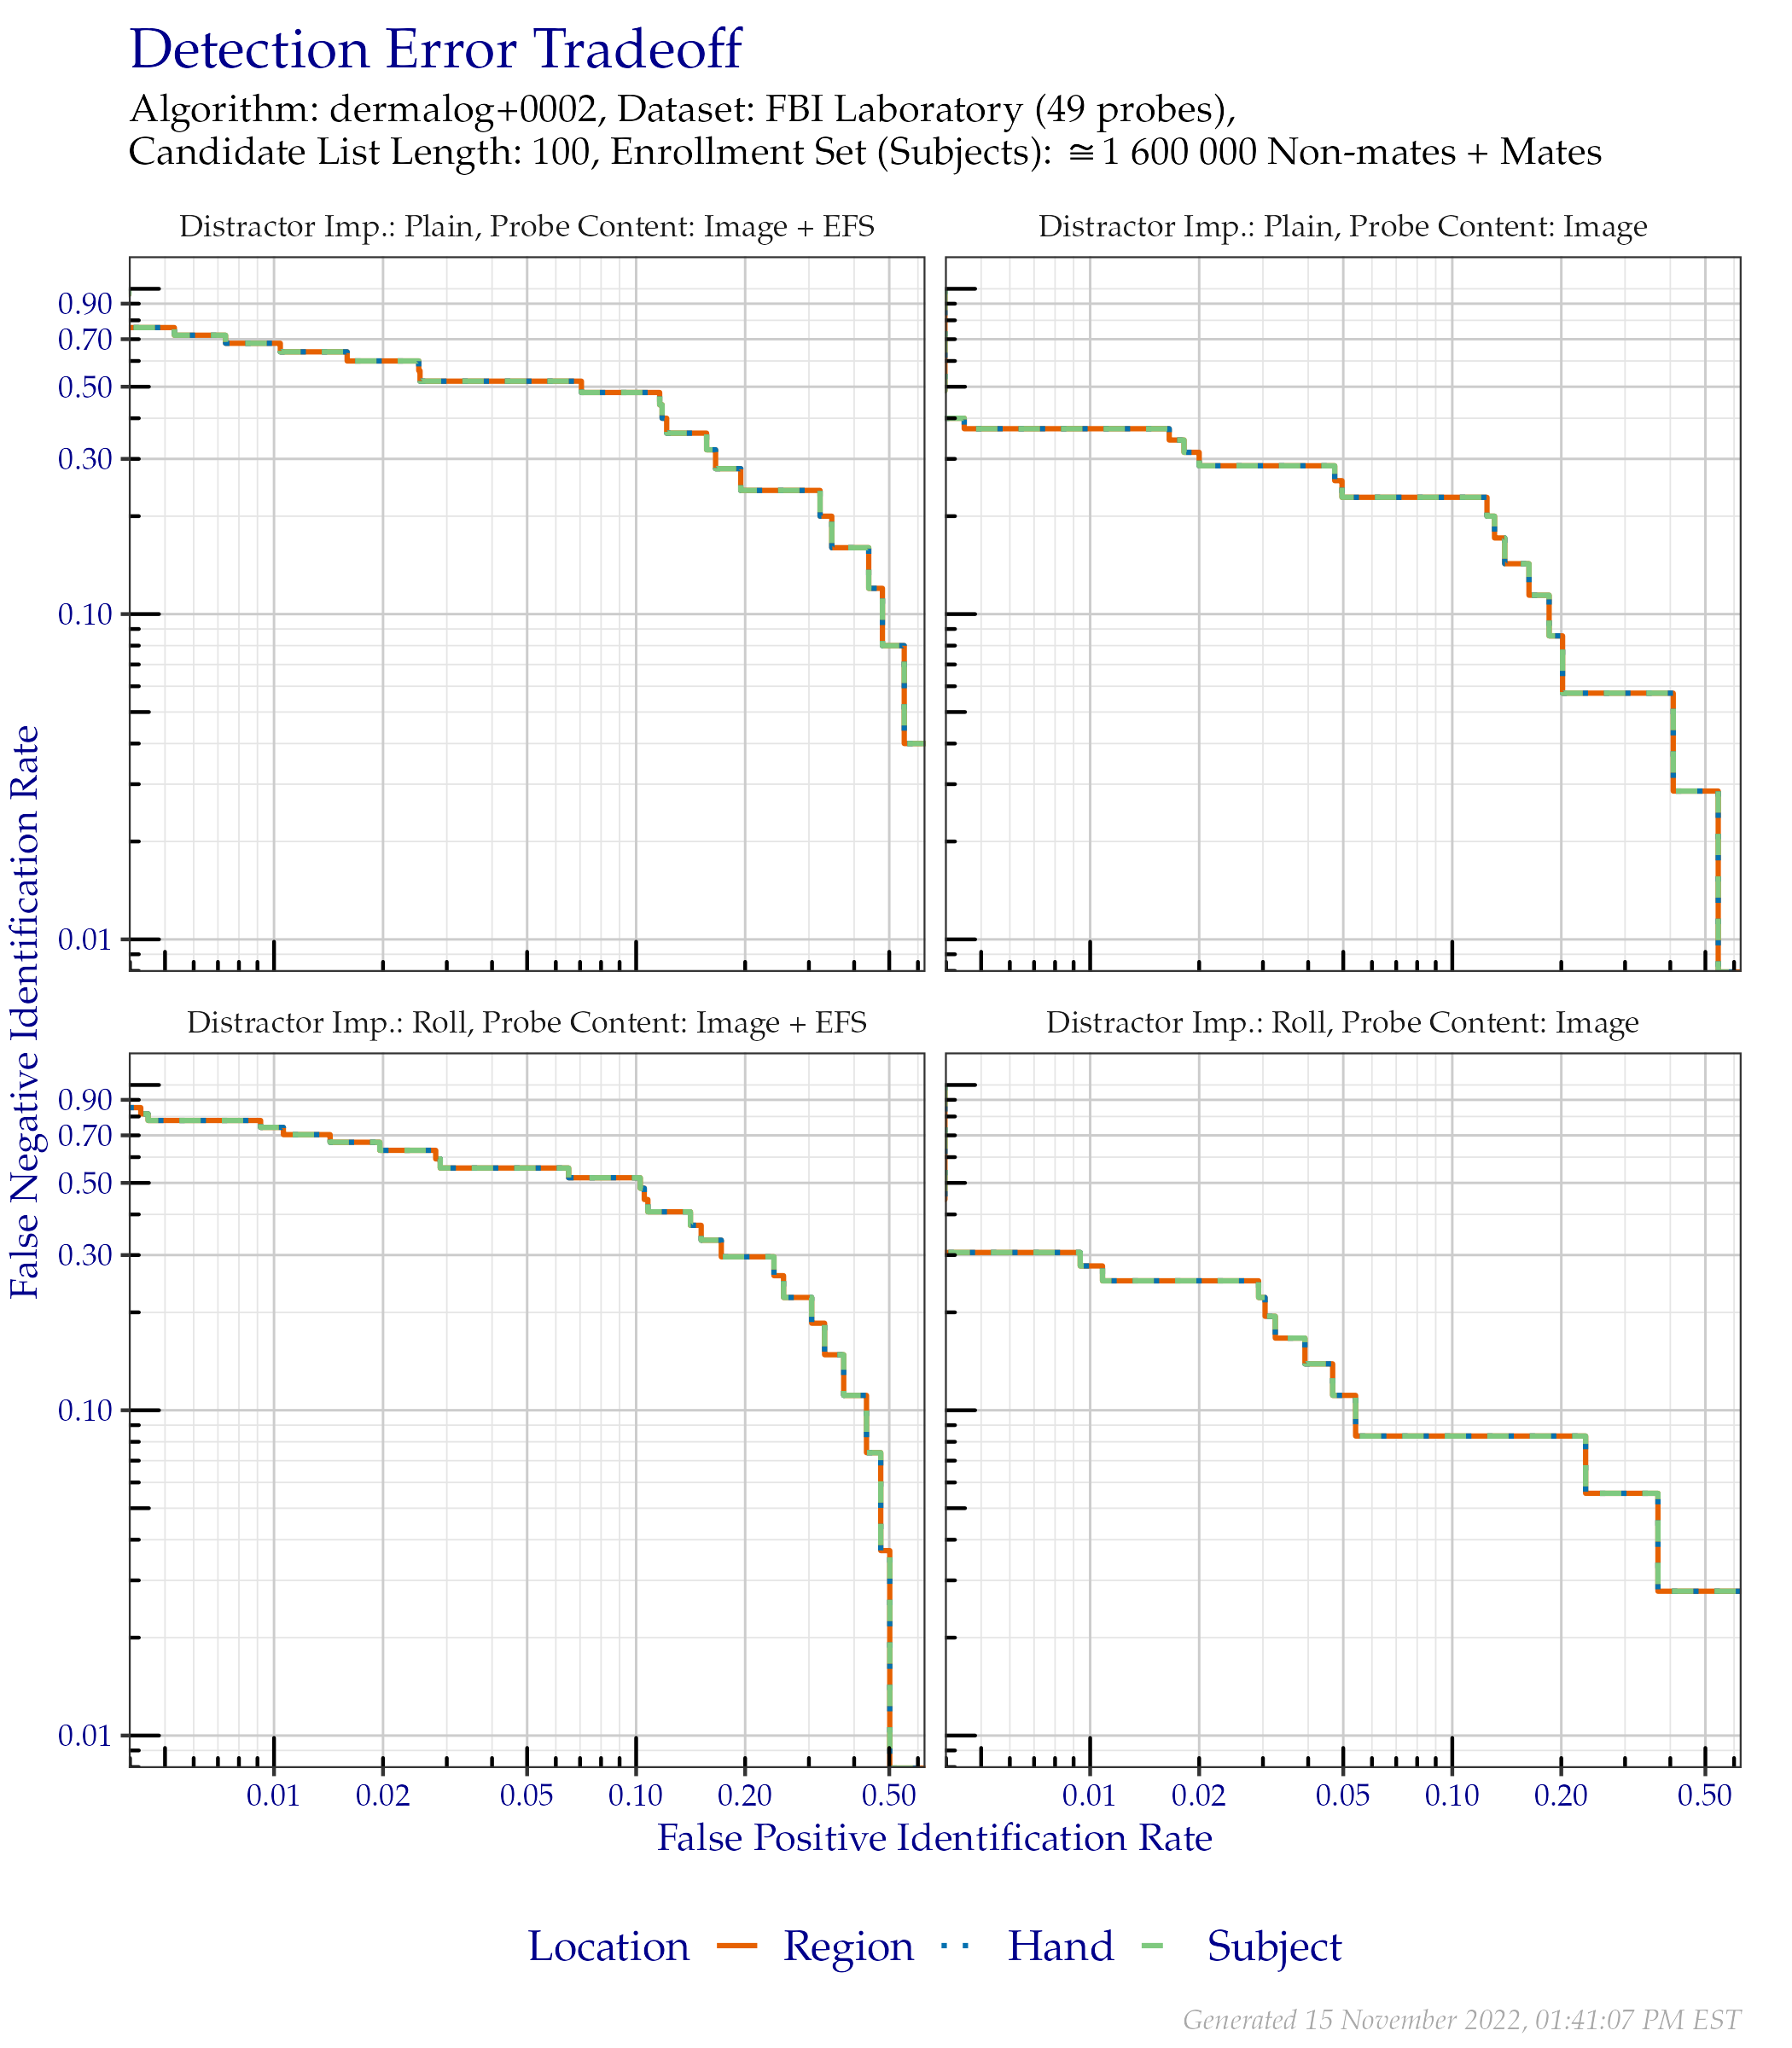 Detection Error Tradeoff
Algorithm: dermalog+0002, Dataset: FBI Laboratory (49 probes),
Candidate List Length: 100, Enrollment Set (Subjects): ≅ 1 600 000 Non-mates + Mates
Distractor Imp.: Plain, Probe Content: Image + EFS
Distractor Imp.: Plain, Probe Content: Image
0.90
0.70
0.50
0.30
0.10
0.01
False Negative Identification Rate
Distractor Imp.: Roll, Probe Content: Image + EFS
Distractor Imp.: Roll, Probe Content: Image
0.90
0.70
0.50
0.30
0.10
0.01
0.01 0.02 0.05 0.10 0.20 0.50
0.01 0.02 0.05 0.10 0.20 0.50
False Positive Identification Rate
Location Region Hand Subject
Generated 15 November 2022, 01:41:07 PM EST